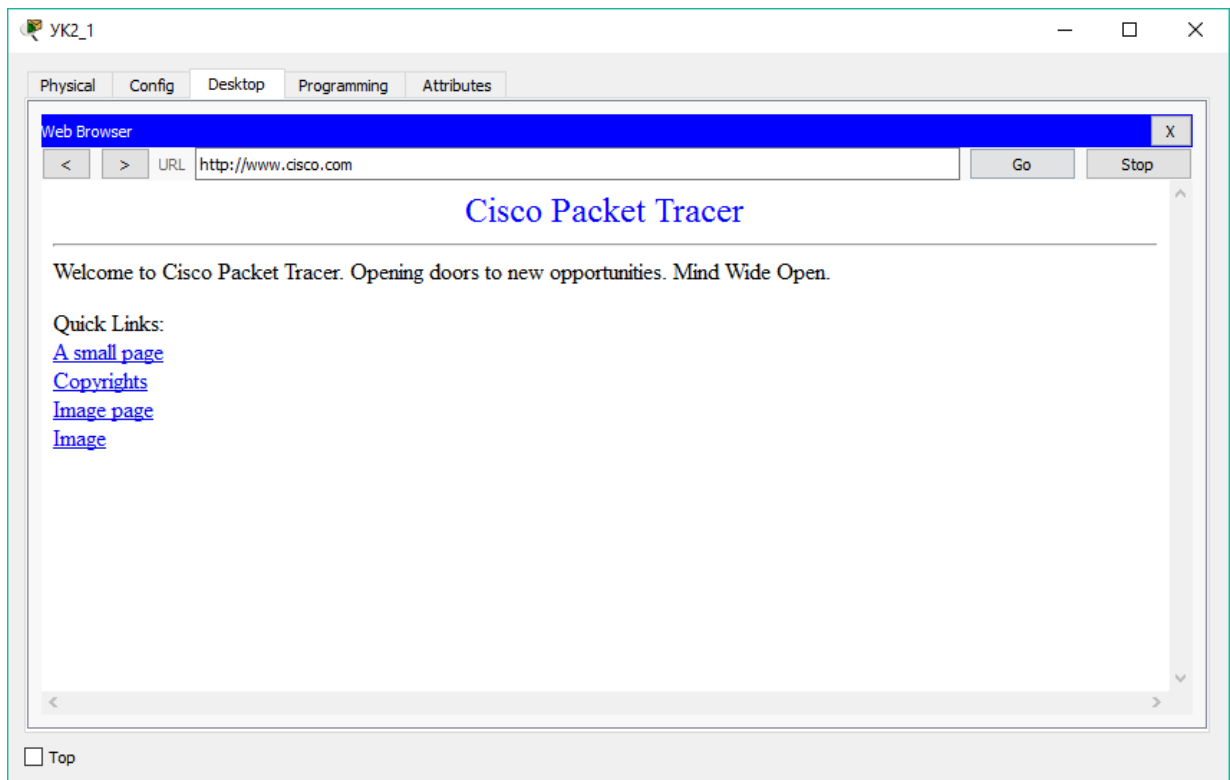 УК2_1
Physical Config Desktop Programming Attributes
Web Browser X
< > URL http://www.cisco.com Go Stop
Cisco Packet Tracer
Welcome to Cisco Packet Tracer. Opening doors to new opportunities. Mind Wide Open.
Quick Links:
A small page
Copyrights
Image page
Image
Top